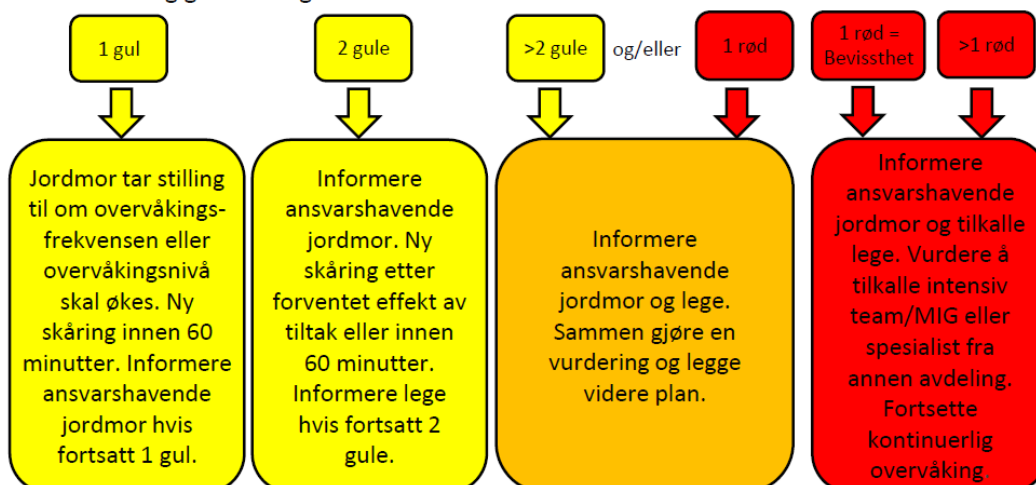 1 gul
2 gule
>2 gule
og/eller
1 rød
1 rød =
Bevissthet
>1 rød
Jordmor tar stilling
til om overvåkings-
frekvensen eller
overvåkingsnivå
skal økes. Ny
skåring innen 60
minutter. Informere
ansvarshavende
jordmor hvis
fortsatt 1 gul.
Informere
ansvarshavende
jordmor. Ny
skåring etter
forventet effekt av
tiltak eller innen
60 minutter.
Informere lege
hvis fortsatt 2
gule.
Informere
ansvarshavende
jordmor og lege.
Sammen gjøre en
vurdering og legge
videre plan.
Informere
ansvarshavende
jordmor og tilkalle
lege. Vurdere å
tilkalle intensiv
team/MIG eller
spesialist fra
annen avdeling.
Fortsette
kontinuerlig
overvåking.